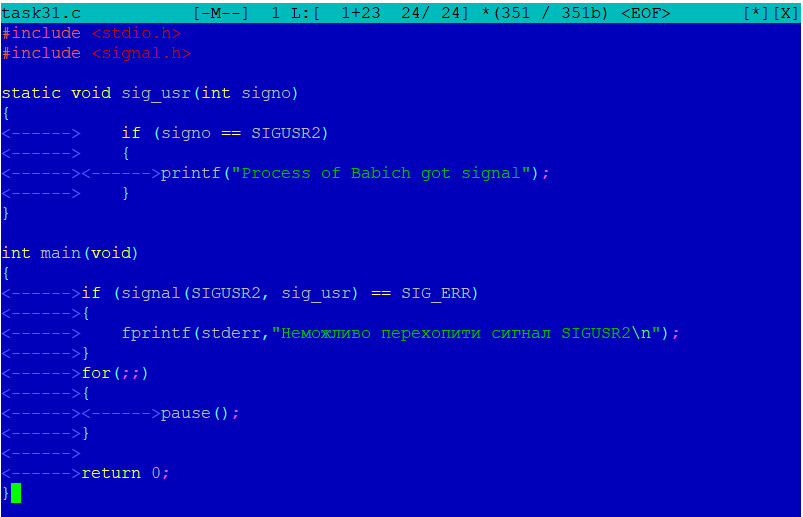 task31.c [-M--] 1 L:[ 1+23 24/ 24] *(351 / 351b) <EOF> [*][X]
#include <stdio.h>
#include <signal.h>
static void sig_usr(int signo)
{
<------> if (signo == SIGUSR2)
<------> {
<------><------>printf("Process of Babich got signal");
<------> }
}
int main(void)
{
<------>if (signal(SIGUSR2, sig_usr) == SIG_ERR)
<------>{
<------> fprintf(stderr,"Неможливо перехопити сигнал SIGUSR2\n");
<------>}
<------>for(;;)
<------>{
<------><------>pause();
<------>}
<------>
<------>return 0;
}